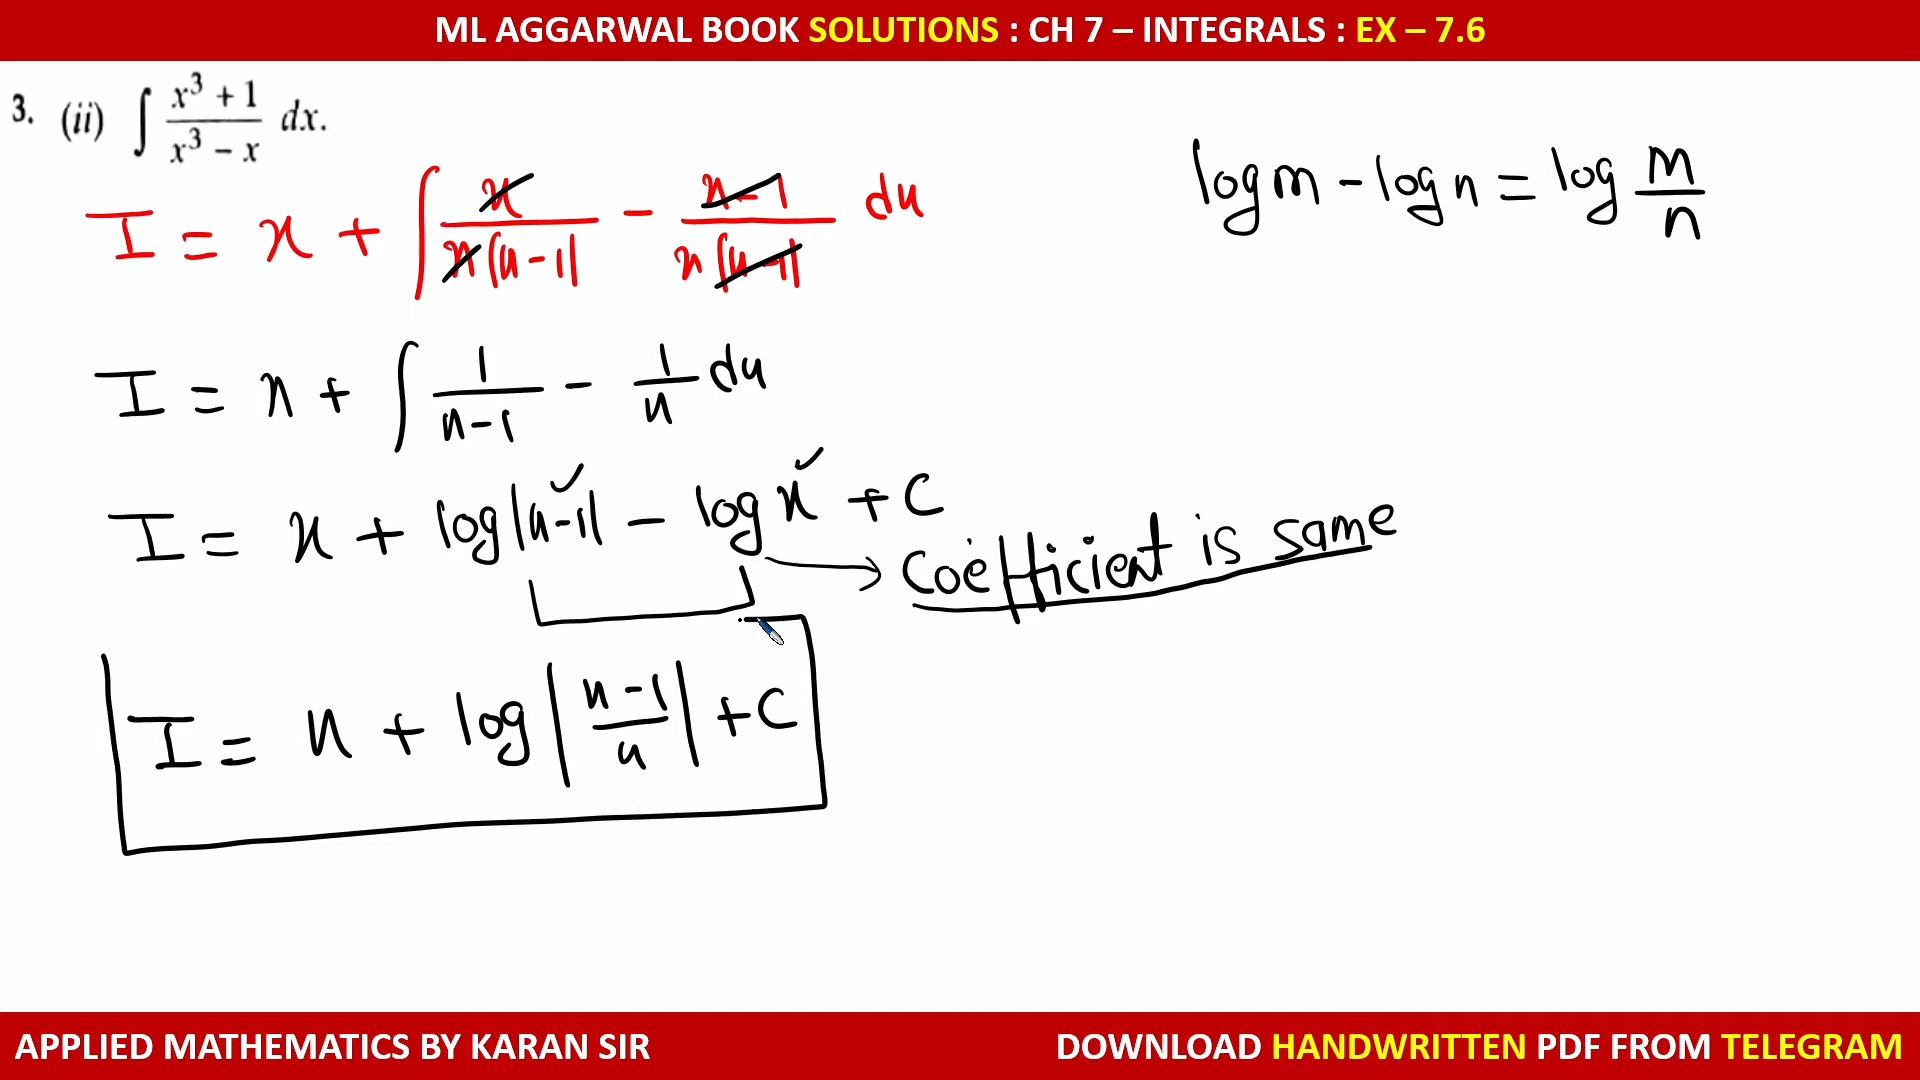 ML AGGARWAL BOOK SOLUTIONS : CH 7 – INTEGRALS : EX – 7.6
3. (ii) ∫ (x³ + 1)/(x³ – x) dx.
log m - log n = log m/n
I = x + ∫ x/(x(x-1)) - (x-1)/(x(x-1)) dx
I = x + ∫ 1/(x-1) - 1/x dx
I = x + log|x-1| - log x + C
Coefficient is same
I = x + log |(x-1)/x| + C
APPLIED MATHEMATICS BY KARAN SIR
DOWNLOAD HANDWRITTEN PDF FROM TELEGRAM